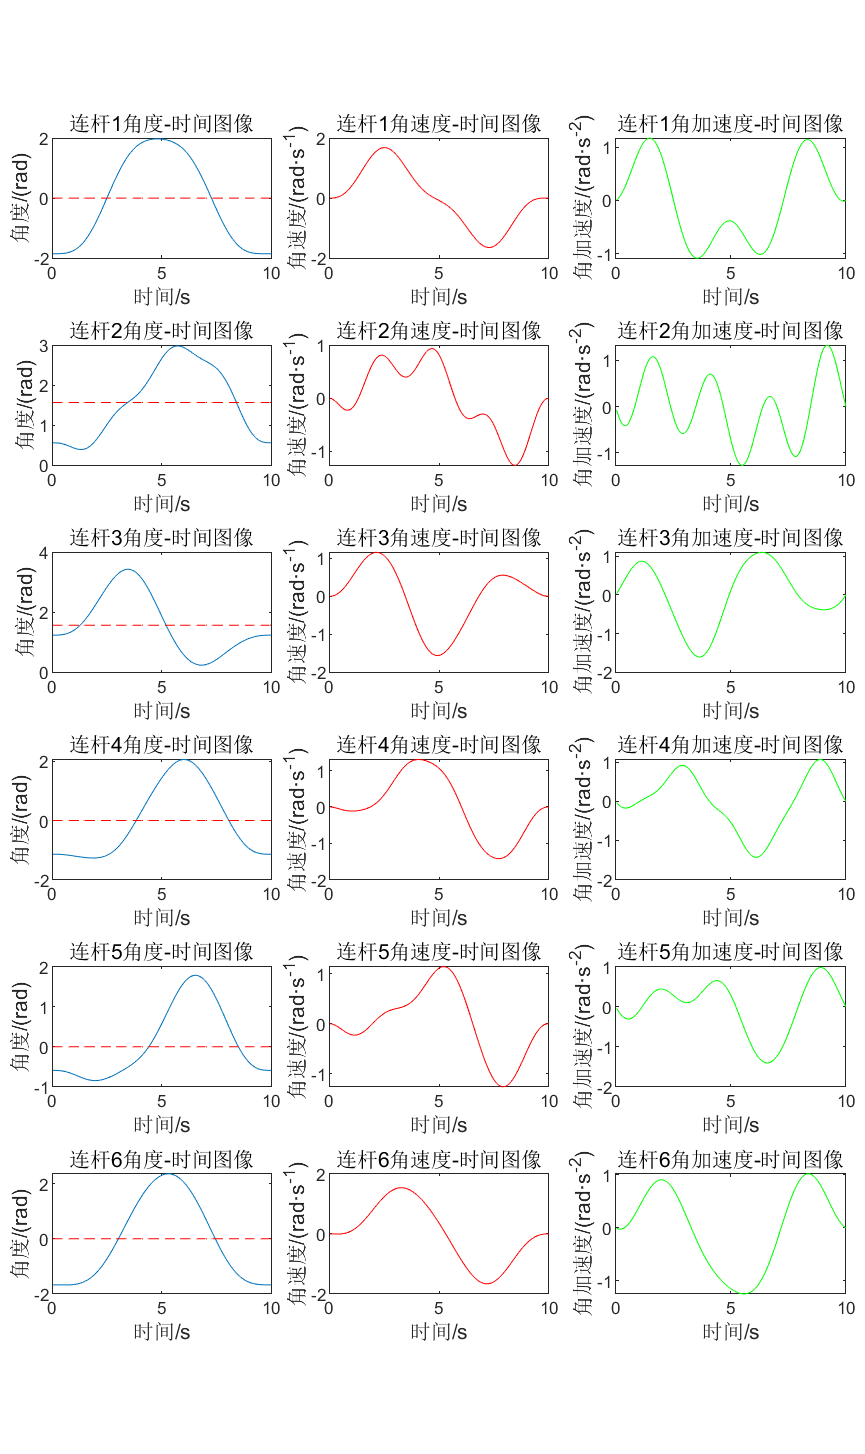 连杆1角度-时间图像
角度/(rad)
2
0
-2
0 5 10
时间/s
连杆1角速度-时间图像
角速度/(rad·s⁻¹)
2
0
-2
0 5 10
时间/s
连杆1角加速度-时间图像
角加速度/(rad·s⁻²)
1
0
-1
0 5 10
时间/s
连杆2角度-时间图像
角度/(rad)
3
2
1
0
0 5 10
时间/s
连杆2角速度-时间图像
角速度/(rad·s⁻¹)
1
0
-1
0 5 10
时间/s
连杆2角加速度-时间图像
角加速度/(rad·s⁻²)
1
0
-1
0 5 10
时间/s
连杆3角度-时间图像
角度/(rad)
4
2
0
0 5 10
时间/s
连杆3角速度-时间图像
角速度/(rad·s⁻¹)
1
0
-1
-2
0 5 10
时间/s
连杆3角加速度-时间图像
角加速度/(rad·s⁻²)
1
0
-1
-2
0 5 10
时间/s
连杆4角度-时间图像
角度/(rad)
2
0
-2
0 5 10
时间/s
连杆4角速度-时间图像
角速度/(rad·s⁻¹)
1
0
-1
-2
0 5 10
时间/s
连杆4角加速度-时间图像
角加速度/(rad·s⁻²)
1
0
-1
-2
0 5 10
时间/s
连杆5角度-时间图像
角度/(rad)
2
1
0
-1
0 5 10
时间/s
连杆5角速度-时间图像
角速度/(rad·s⁻¹)
1
0
-1
0 5 10
时间/s
连杆5角加速度-时间图像
角加速度/(rad·s⁻²)
1
0
-1
-2
0 5 10
时间/s
连杆6角度-时间图像
角度/(rad)
2
0
-2
0 5 10
时间/s
连杆6角速度-时间图像
角速度/(rad·s⁻¹)
2
0
-2
0 5 10
时间/s
连杆6角加速度-时间图像
角加速度/(rad·s⁻²)
1
0
-1
0 5 10
时间/s